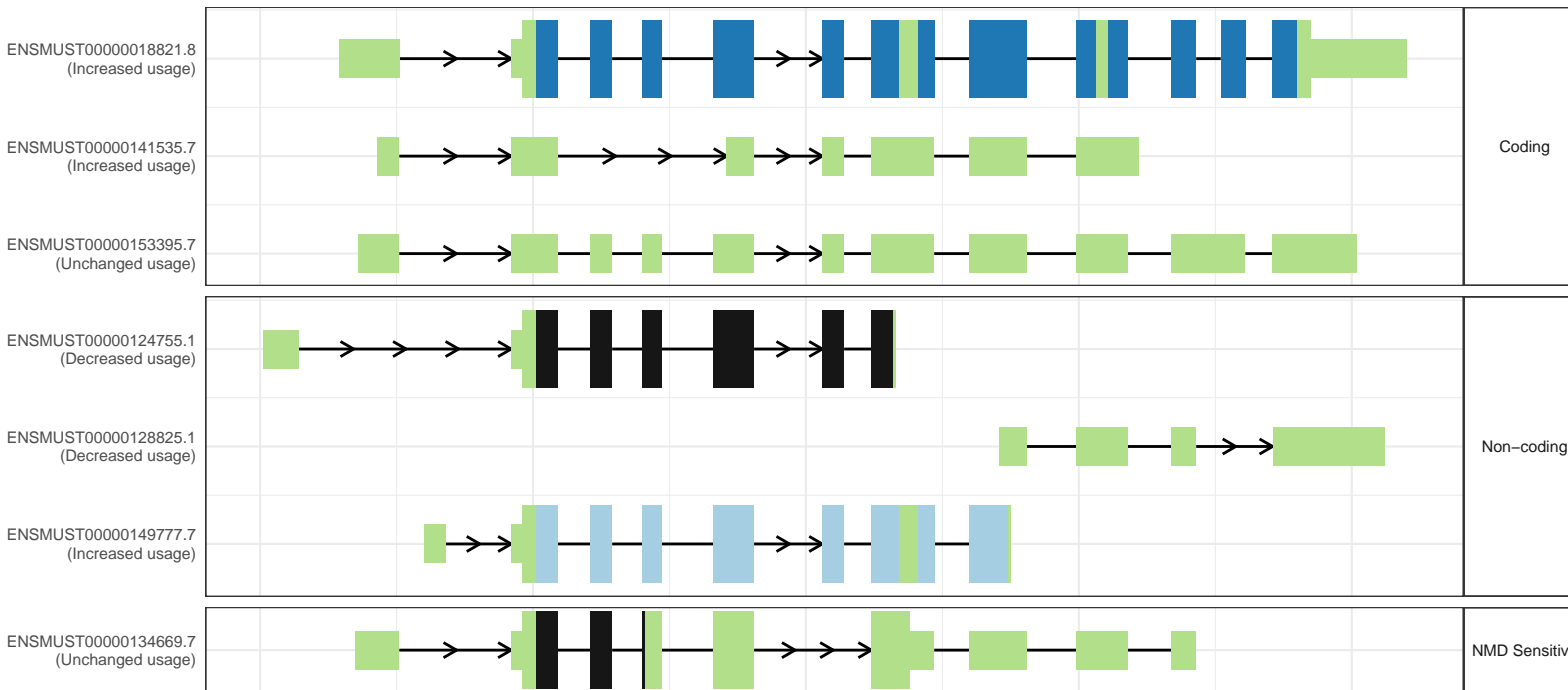 ENSMUST00000018821.8
(Increased usage)
ENSMUST00000141535.7
(Increased usage)
ENSMUST00000153395.7
(Unchanged usage)
Coding
ENSMUST00000124755.1
(Decreased usage)
ENSMUST00000128825.1
(Decreased usage)
ENSMUST00000149777.7
(Increased usage)
Non−coding
ENSMUST00000134669.7
(Unchanged usage)
NMD Sensitiv